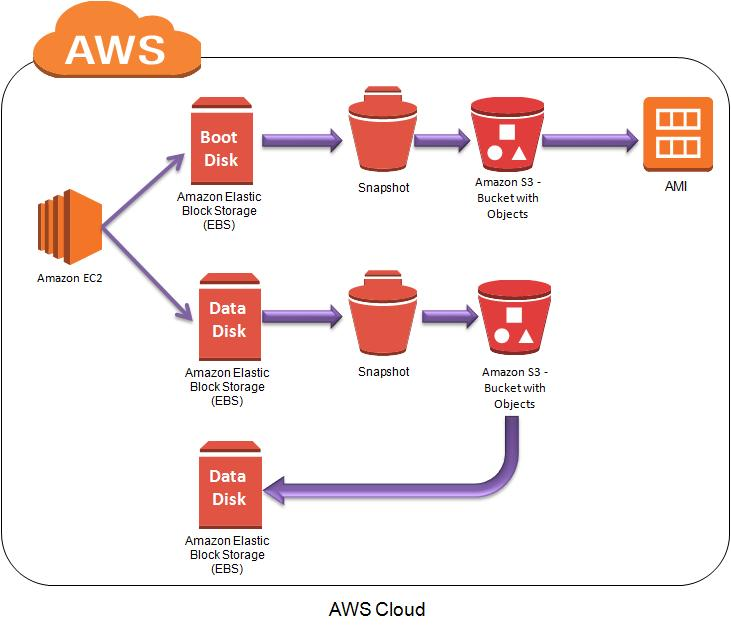 AWS
Boot
Disk
Amazon Elastic
Block Storage
(EBS)
Snapshot
Amazon S3 -
Bucket with
Objects
AMI
Amazon EC2
Data
Disk
Amazon Elastic
Block Storage
(EBS)
Snapshot
Amazon S3 -
Bucket with
Objects
Data
Disk
Amazon Elastic
Block Storage
(EBS)
AWS Cloud